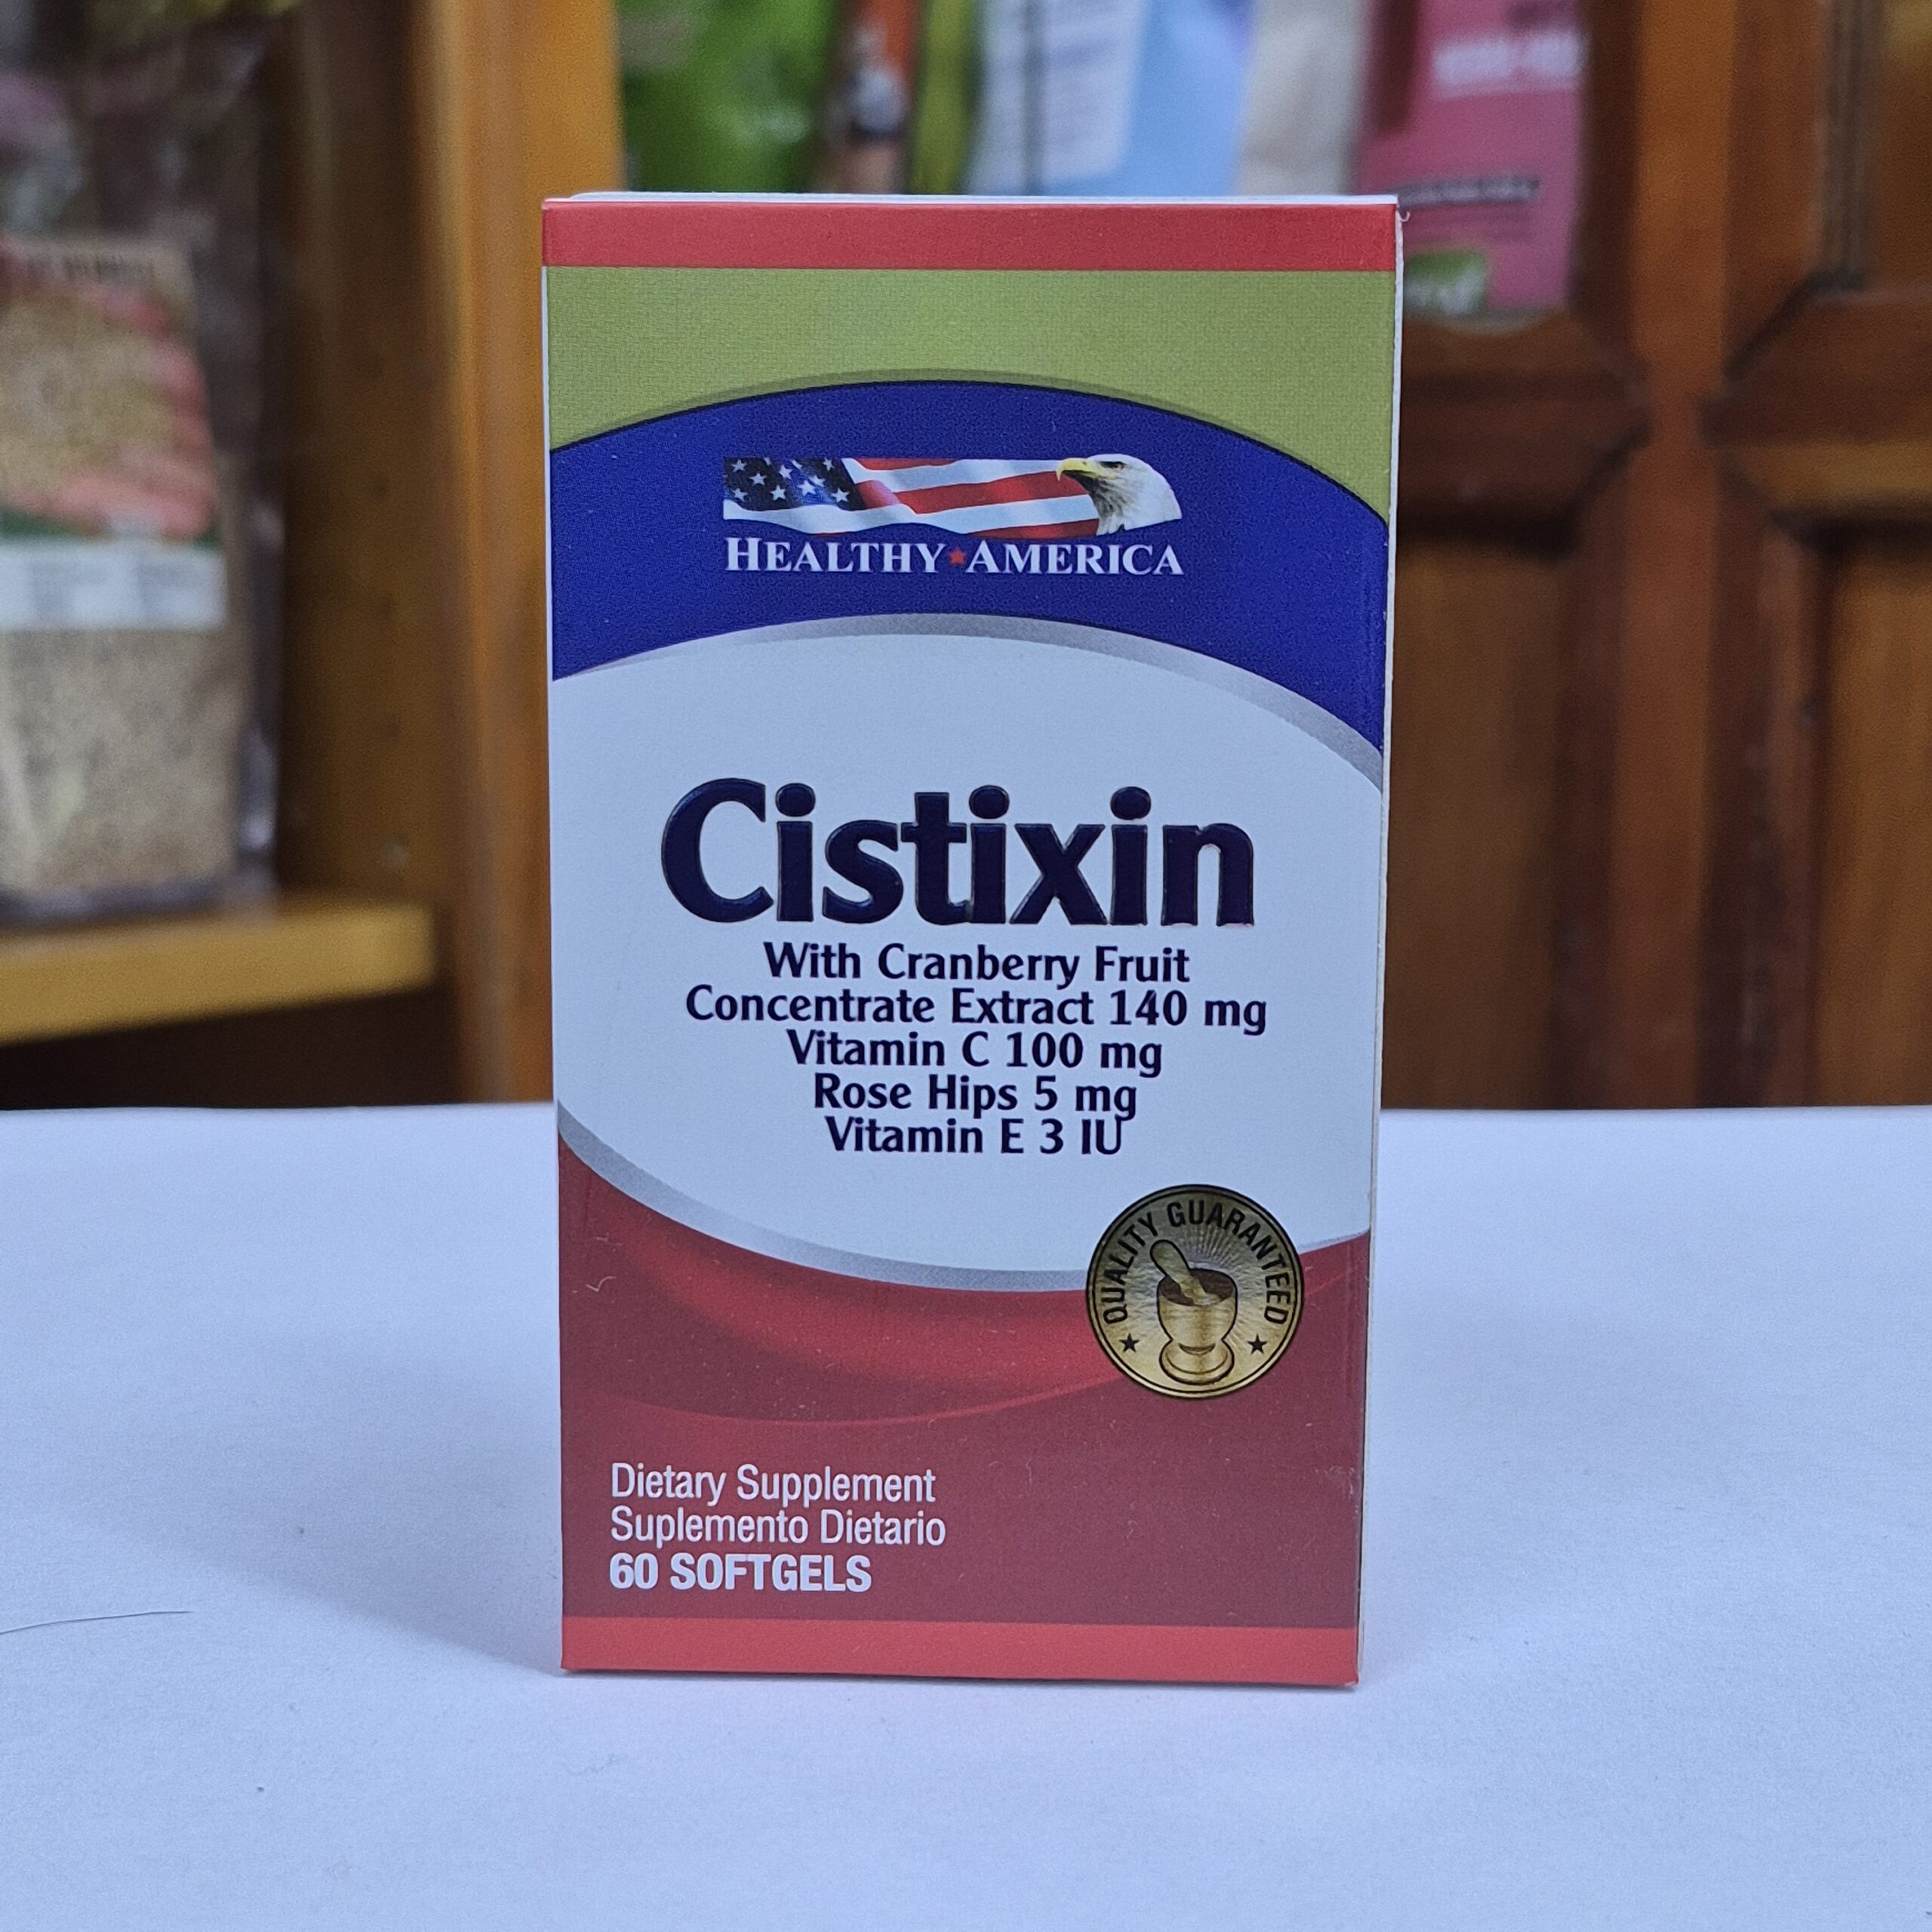 HEALTHY★AMERICA
Cistixin
With Cranberry Fruit
Concentrate Extract 140 mg
Vitamin C 100 mg
Rose Hips 5 mg
Vitamin E 3 IU
QUALITY GUARANTEED
Dietary Supplement
Suplemento Dietario
60 SOFTGELS